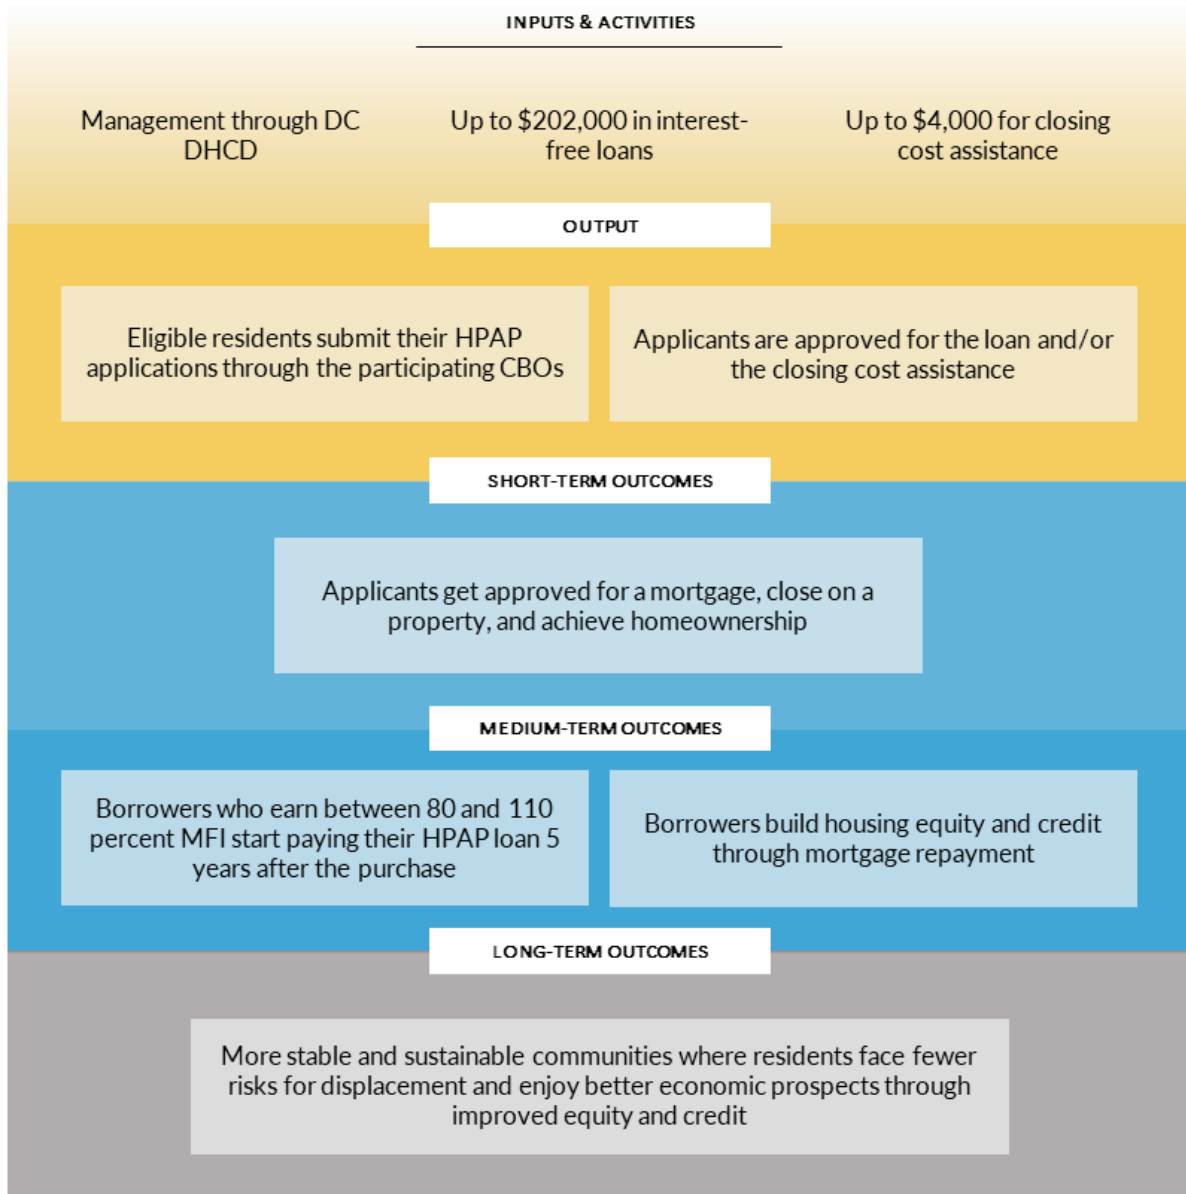 INPUTS & ACTIVITIES
Management through DC
DHCD
Up to $202,000 in interest-
free loans
Up to $4,000 for closing
cost assistance
OUTPUT
Eligible residents submit their HPAP
applications through the participating CBOs
Applicants are approved for the loan and/or
the closing cost assistance
SHORT-TERM OUTCOMES
Applicants get approved for a mortgage, close on a
property, and achieve homeownership
MEDIUM-TERM OUTCOMES
Borrowers who earn between 80 and 110
percent MFI start paying their HPAP loan 5
years after the purchase
Borrowers build housing equity and credit
through mortgage repayment
LONG-TERM OUTCOMES
More stable and sustainable communities where residents face fewer
risks for displacement and enjoy better economic prospects through
improved equity and credit